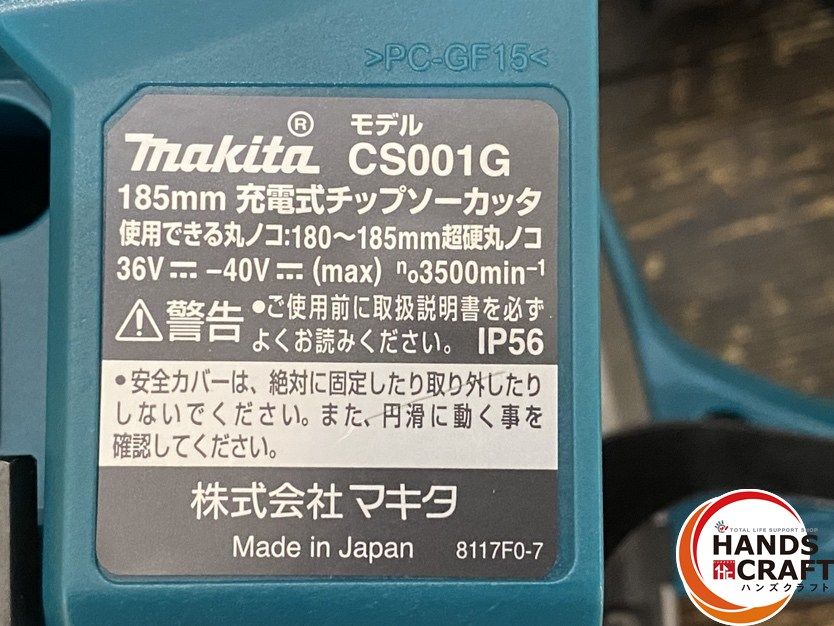 >PC-GF15<
makita® モデル CS001G
185mm 充電式チップソーカッタ
使用できる丸ノコ:180〜185mm超硬丸ノコ
36V⎓ –40V⎓ (max) n₀3500min⁻¹
⚠警告 •ご使用前に取扱説明書を必ず
よくお読みください。 IP56
•安全カバーは、絶対に固定したり取り外したり
しないでください。また、円滑に動く事を
確認してください。
株式会社 マキタ
Made in Japan 8117F0-7
TOTAL LIFE SUPPORT SHOP
HANDS
CRAFT
ハンズクラフト